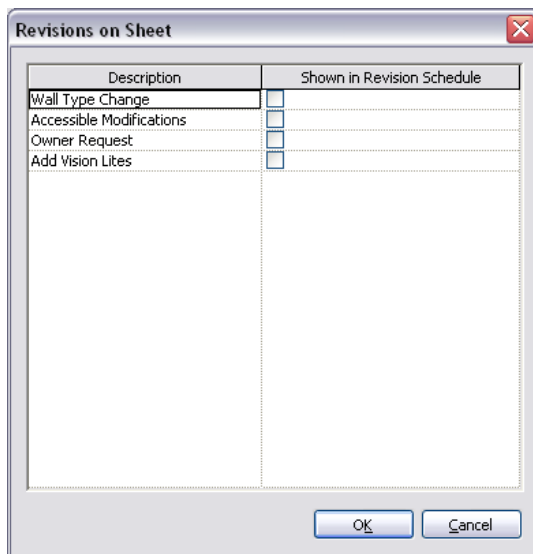 Revisions on Sheet
Description Shown in Revision Schedule
Wall Type Change
Accessible Modifications
Owner Request
Add Vision Lites
OK Cancel